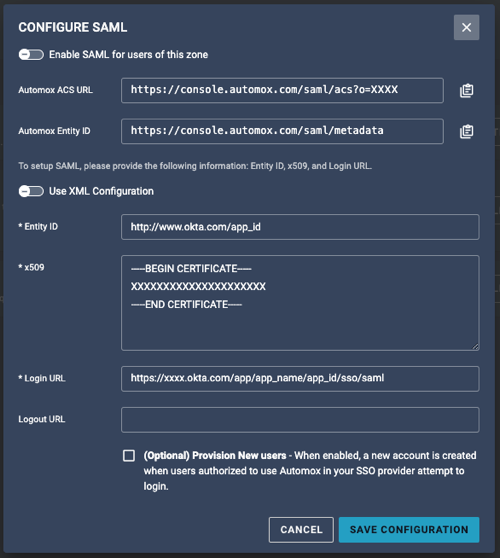 CONFIGURE SAML
Enable SAML for users of this zone
Automox ACS URL
https://console.automox.com/saml/acs?o=XXXX
Automox Entity ID
https://console.automox.com/saml/metadata
To setup SAML, please provide the following information: Entity ID, x509, and Login URL.
Use XML Configuration
* Entity ID
http://www.okta.com/app_id
* x509
-----BEGIN CERTIFICATE-----
XXXXXXXXXXXXXXXXXXXXX
-----END CERTIFICATE-----
* Login URL
https://xxxx.okta.com/app/app_name/app_id/sso/saml
Logout URL
(Optional) Provision New users - When enabled, a new account is created
when users authorized to use Automox in your SSO provider attempt to
login.
CANCEL
SAVE CONFIGURATION